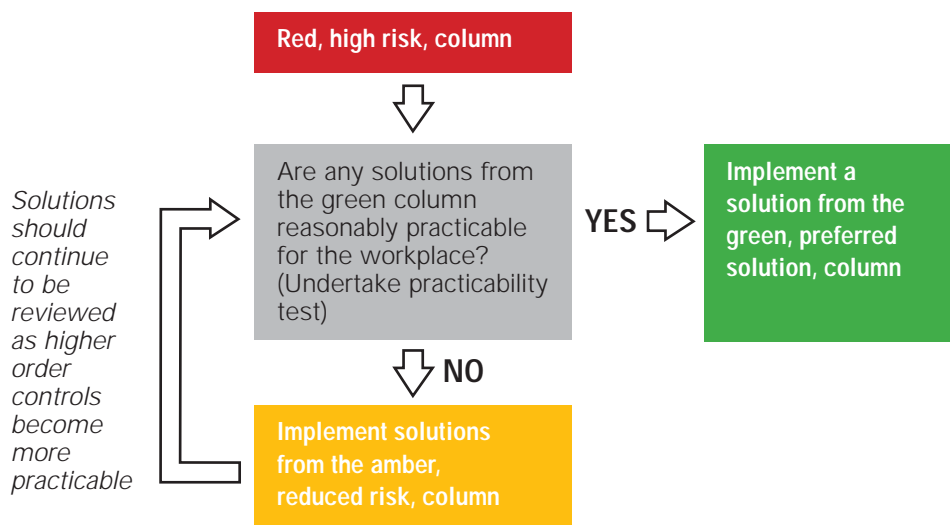 Red, high risk, column
Are any solutions from
the green column
reasonably practicable
for the workplace?
(Undertake practicability
test)
YES
Implement a
solution from the
green, preferred
solution, column
NO
Implement solutions
from the amber,
reduced risk, column
Solutions
should
continue
to be
reviewed
as higher
order
controls
become
more
practicable